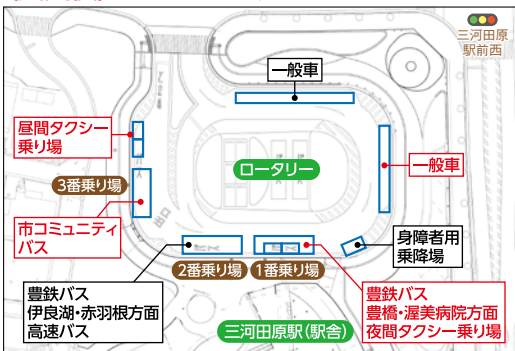 三河田原
駅前西
一般車
昼間タクシー
乗り場
ロータリー
一般車
3番乗り場
出口
市コミュニティ
バス
身障者用
乗降場
2番乗り場
1番乗り場
豊鉄バス
伊良湖・赤羽根方面
高速バス
豊鉄バス
豊橋・渥美病院方面
夜間タクシー乗り場
三河田原駅(駅舎)